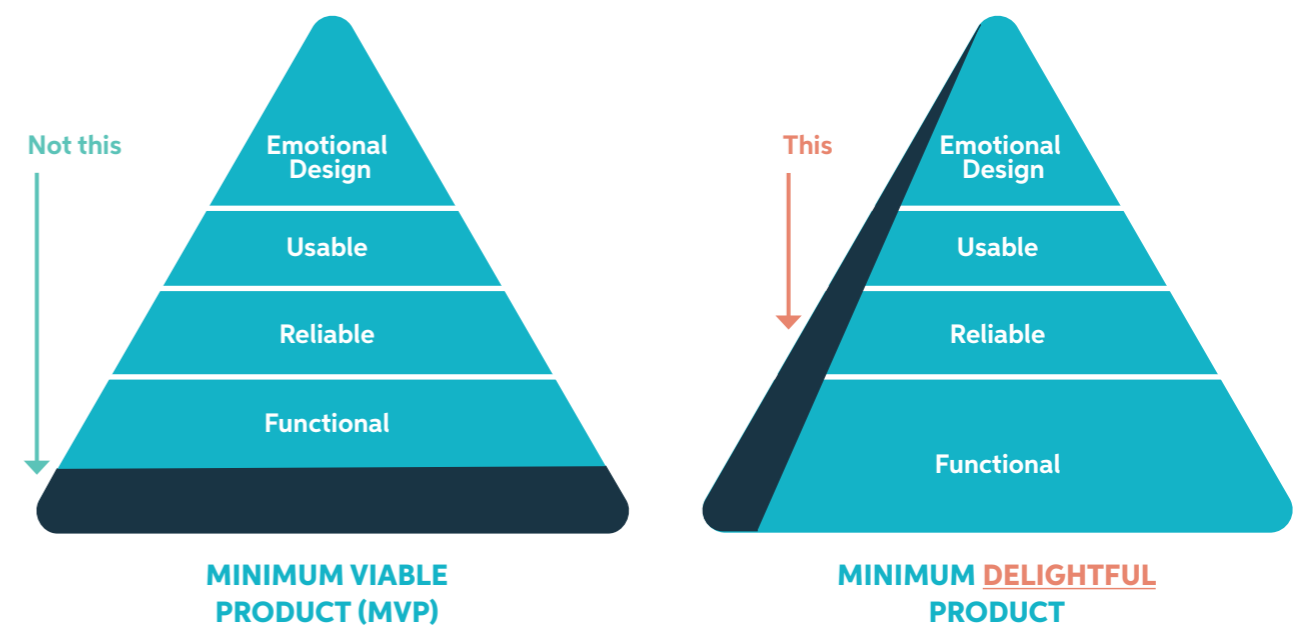 Not this
Emotional
Design
Usable
Reliable
Functional
MINIMUM VIABLE
PRODUCT (MVP)
This
Emotional
Design
Usable
Reliable
Functional
MINIMUM DELIGHTFUL
PRODUCT